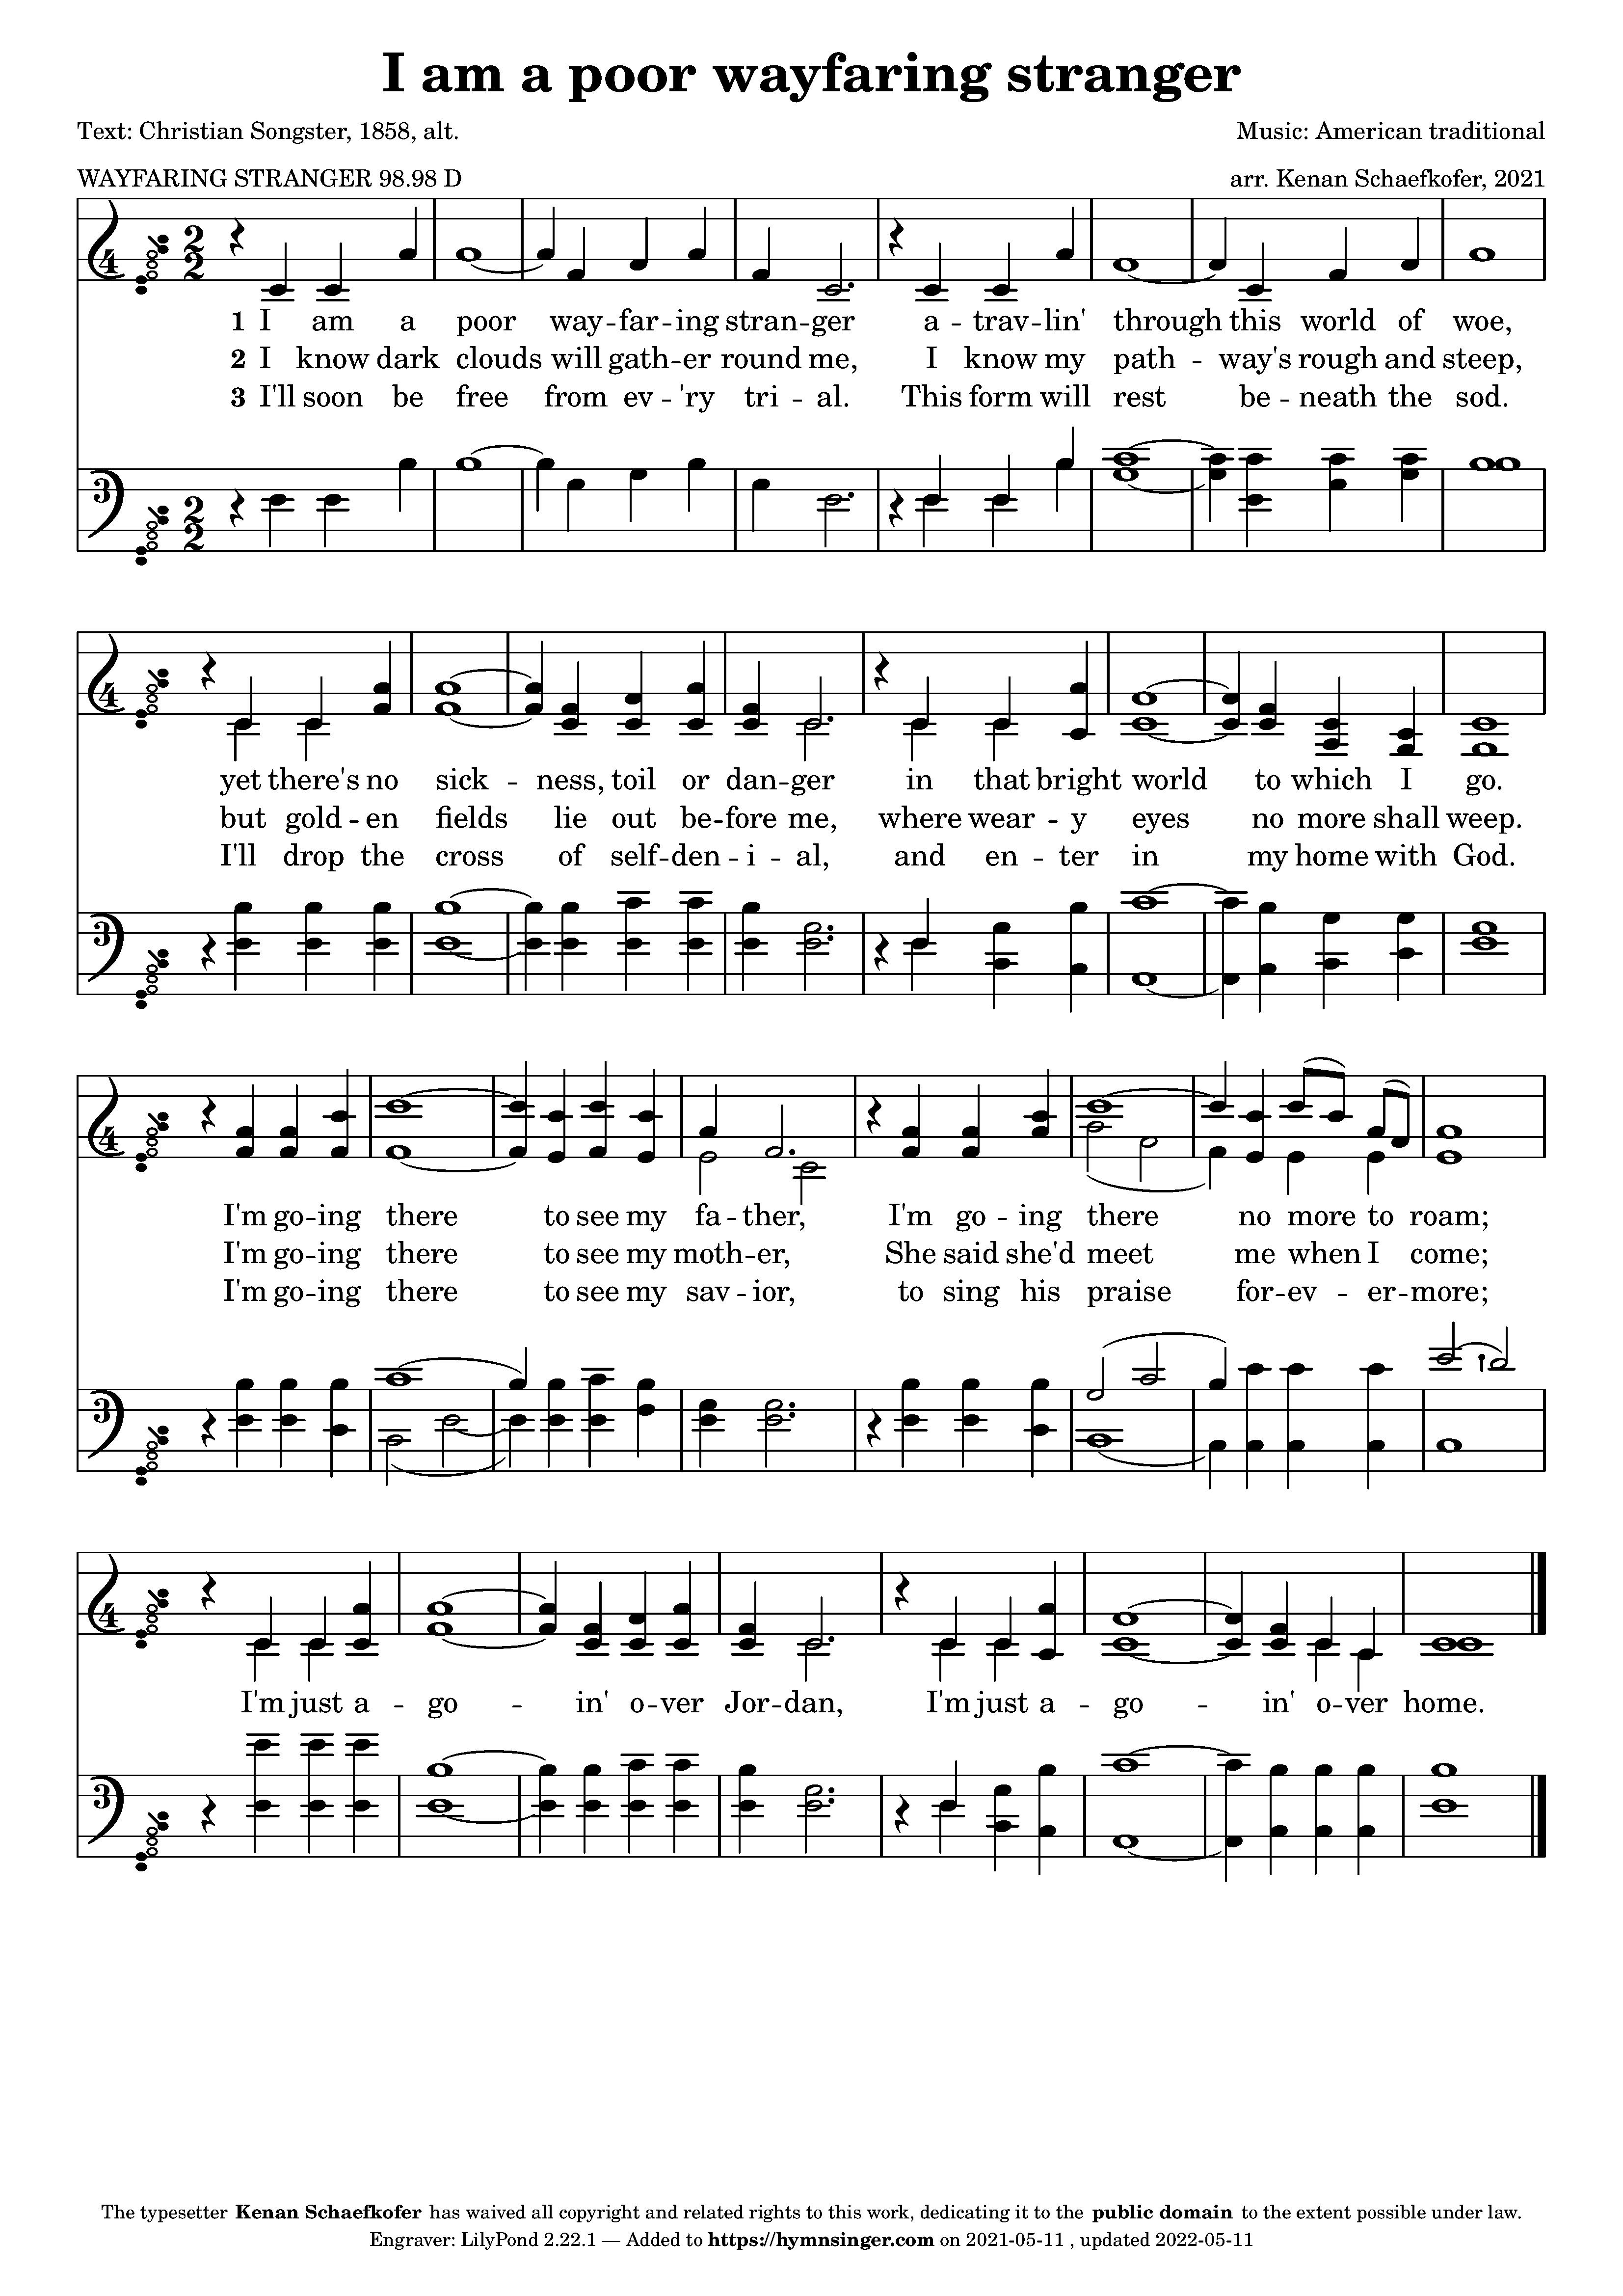 I am a poor wayfaring stranger
Text: Christian Songster, 1858, alt.
Music: American traditional
WAYFARING STRANGER 98.98 D
arr. Kenan Schaefkofer, 2021
1 I am a poor way -- far -- ing stran -- ger a -- trav -- lin' through this world of woe,
2 I know dark clouds will gath -- er round me, I know my path -- way's rough and steep,
3 I'll soon be free from ev -- 'ry tri -- al. This form will rest be -- neath the sod.
yet there's no sick -- ness, toil or dan -- ger in that bright world to which I go.
but gold -- en fields lie out be -- fore me, where wear -- y eyes no more shall weep.
I'll drop the cross of self -- den -- i -- al, and en -- ter in my home with God.
I'm go -- ing there to see my fa -- ther, I'm go -- ing there no more to roam;
I'm go -- ing there to see my moth -- er, She said she'd meet me when I come;
I'm go -- ing there to see my sav -- ior, to sing his praise for -- ev -- er -- more;
I'm just a -- go -- in' o -- ver Jor -- dan, I'm just a -- go -- in' o -- ver home.
The typesetter Kenan Schaefkofer has waived all copyright and related rights to this work, dedicating it to the public domain to the extent possible under law.
Engraver: LilyPond 2.22.1 — Added to https://hymnsinger.com on 2021-05-11 , updated 2022-05-11